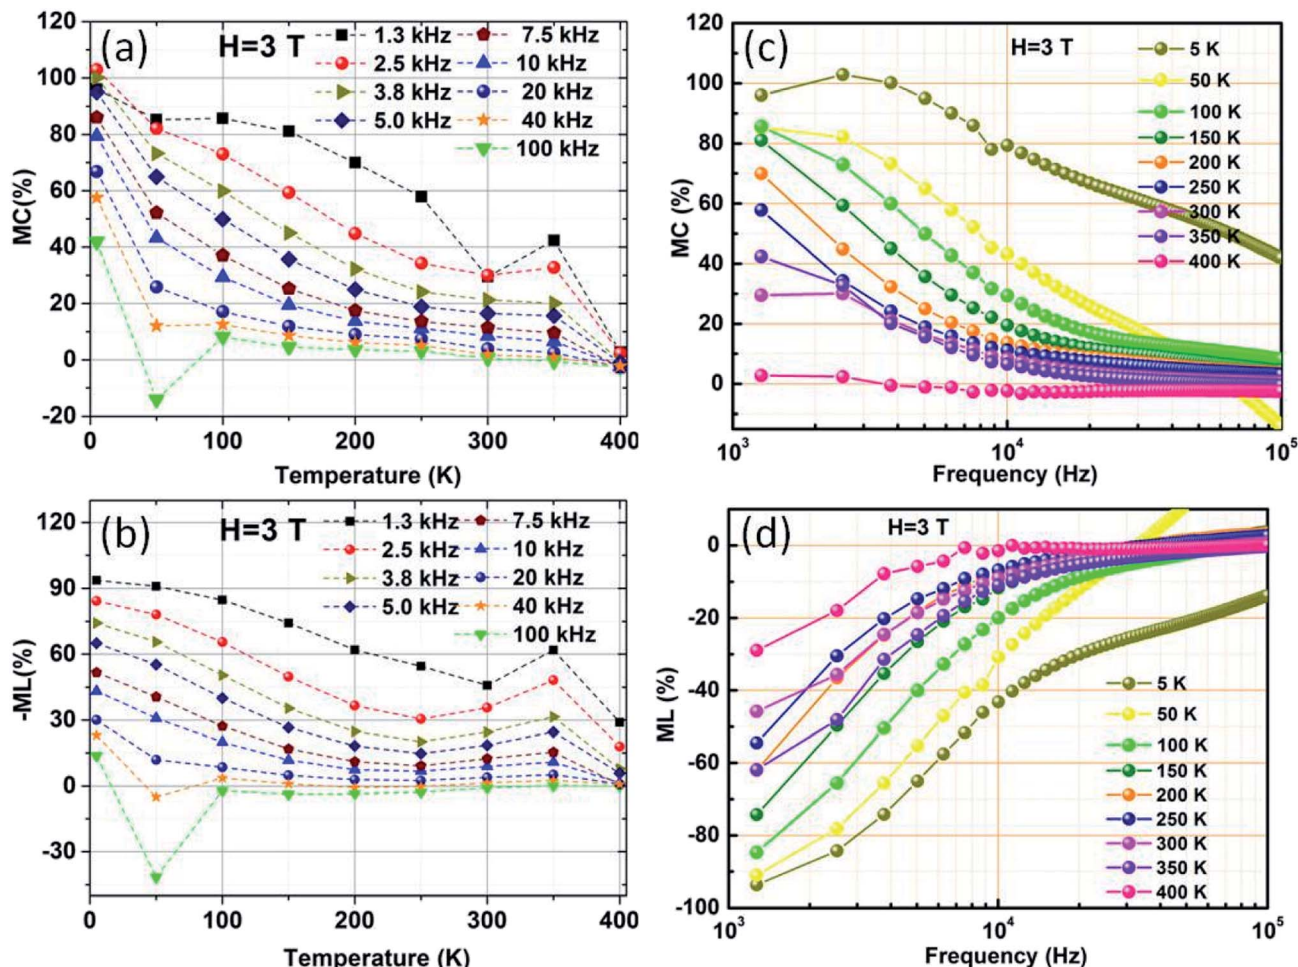 (a)
H=3 T
1.3 kHz
7.5 kHz
2.5 kHz
10 kHz
3.8 kHz
20 kHz
5.0 kHz
40 kHz
100 kHz
MC(%)
120
100
80
60
40
20
0
-20
0
100
200
300
400
Temperature (K)
(c)
H=3 T
5 K
50 K
100 K
150 K
200 K
250 K
300 K
350 K
400 K
MC (%)
120
100
80
60
40
20
0
10³
10⁴
10⁵
Frequency (Hz)
(b)
H=3 T
1.3 kHz
7.5 kHz
2.5 kHz
10 kHz
3.8 kHz
20 kHz
5.0 kHz
40 kHz
100 kHz
-ML(%)
120
90
60
30
0
-30
0
100
200
300
400
Temperature (K)
(d)
H=3 T
5 K
50 K
100 K
150 K
200 K
250 K
300 K
350 K
400 K
ML (%)
0
-20
-40
-60
-80
-100
10³
10⁴
10⁵
Frequency (Hz)